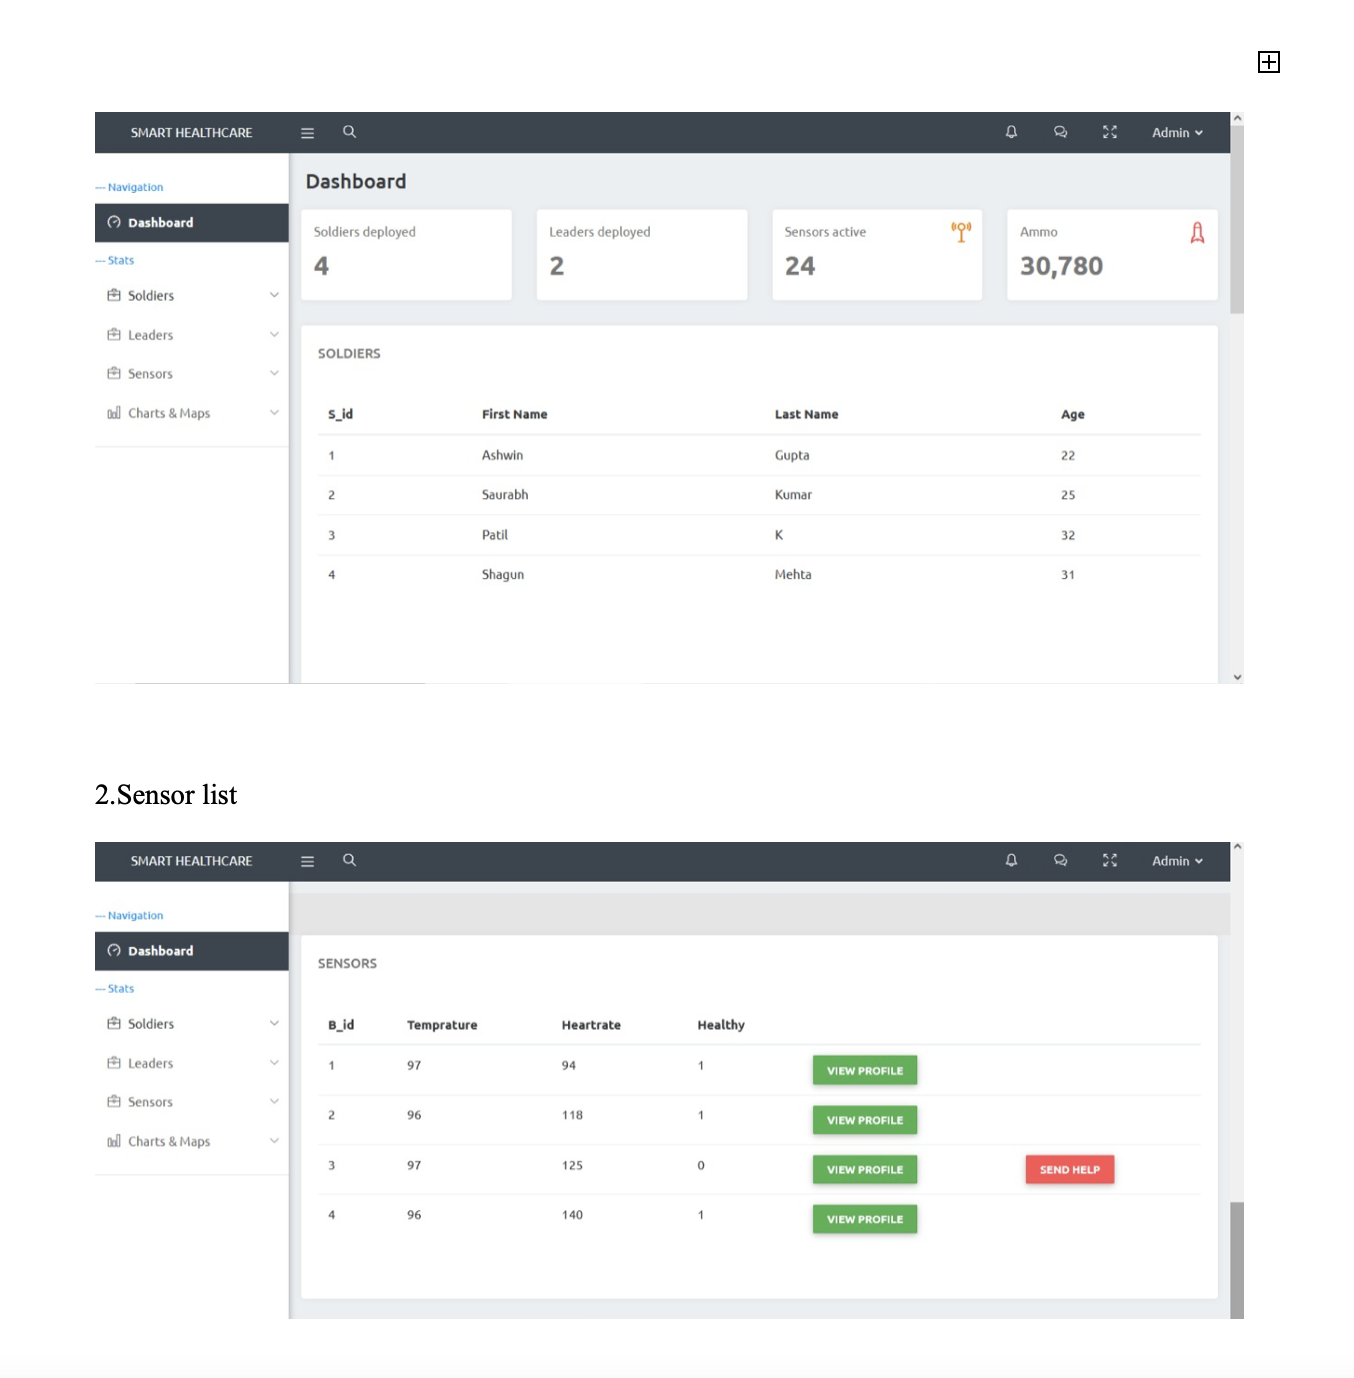 SMART HEALTHCARE Admin
--- Navigation
Dashboard
--- Stats
Soldiers
Leaders
Sensors
Charts & Maps
Dashboard
Soldiers deployed Leaders deployed Sensors active Ammo
4 2 24 30,780
SOLDIERS
S_id First Name Last Name Age
1 Ashwin Gupta 22
2 Saurabh Kumar 25
3 Patil K 32
4 Shagun Mehta 31
2.Sensor list
SMART HEALTHCARE Admin
--- Navigation
Dashboard
--- Stats
Soldiers
Leaders
Sensors
Charts & Maps
SENSORS
B_id Temprature Heartrate Healthy
1 97 94 1 VIEW PROFILE
2 96 118 1 VIEW PROFILE
3 97 125 0 VIEW PROFILE SEND HELP
4 96 140 1 VIEW PROFILE